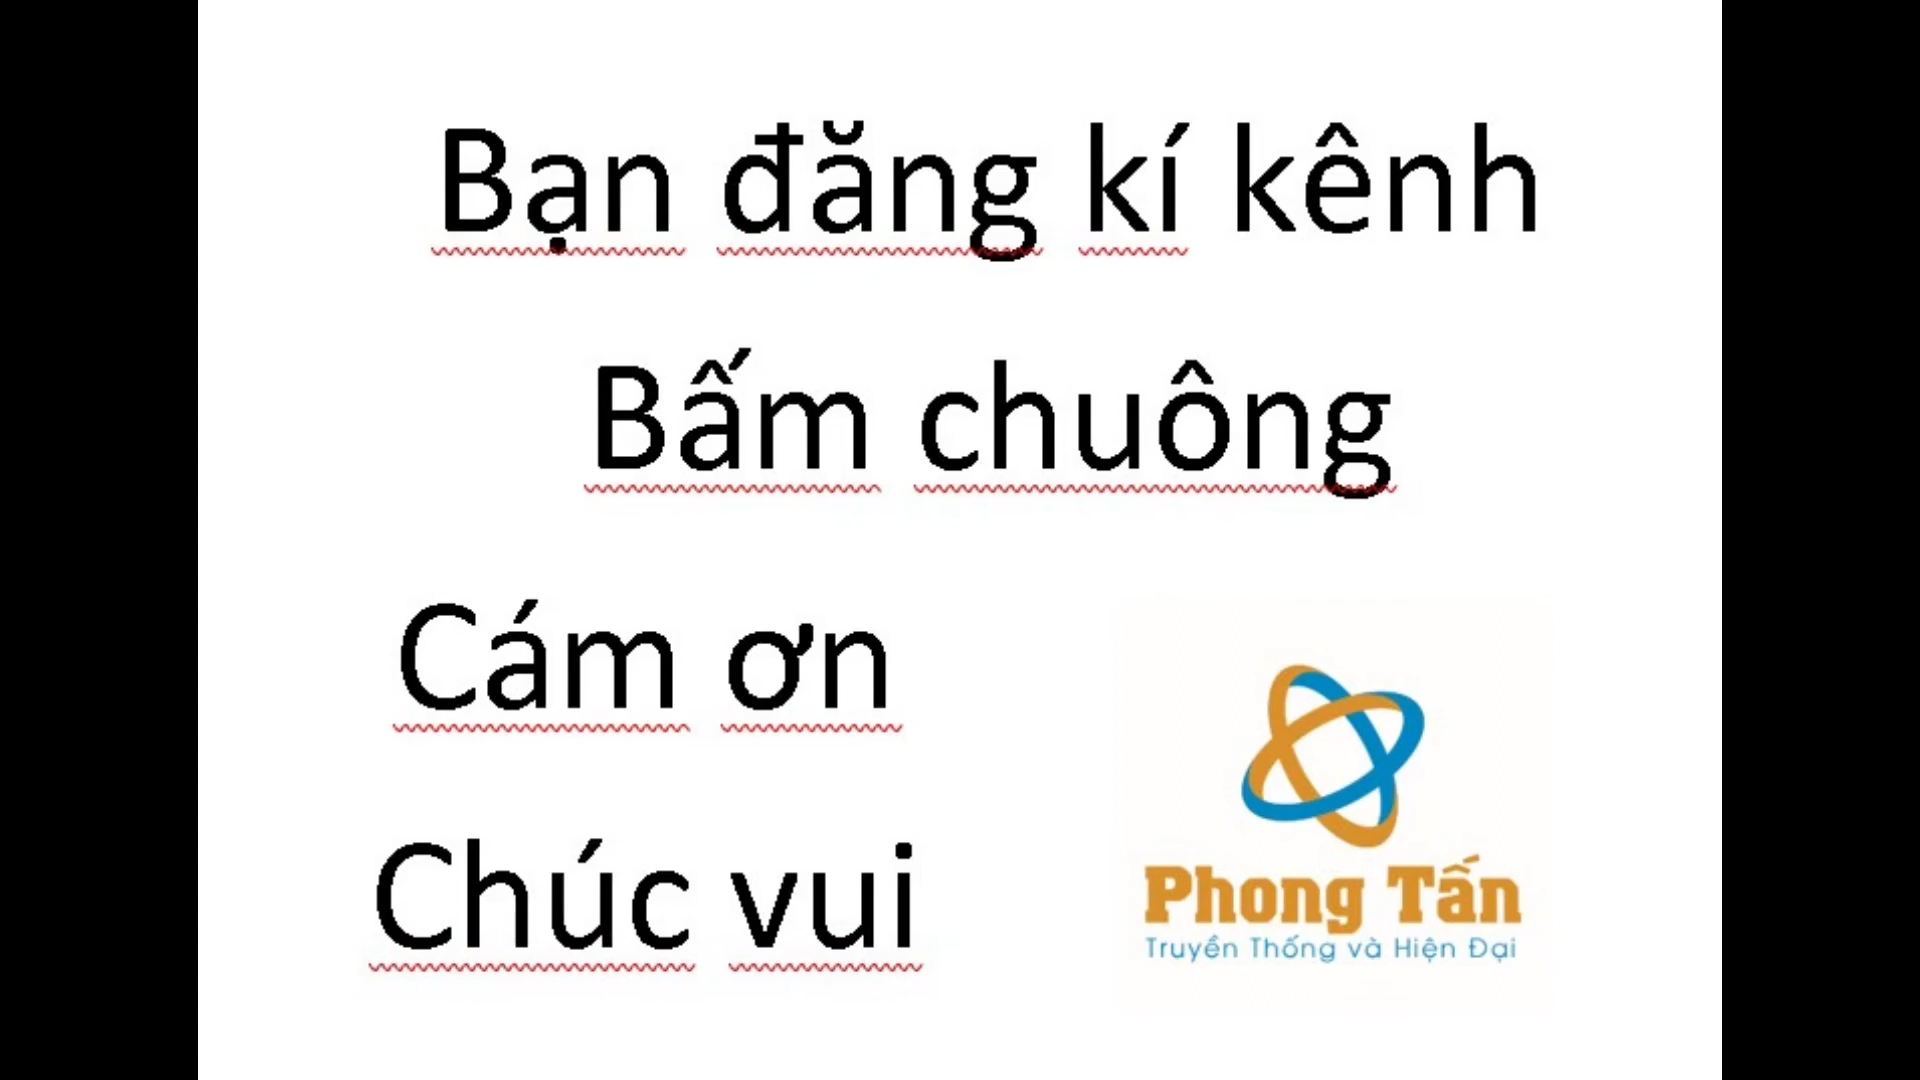 Bạn đăng kí kênh
Bấm chuông
Cám ơn
Chúc vui
Phong Tấn
Truyền Thống và Hiện Đại